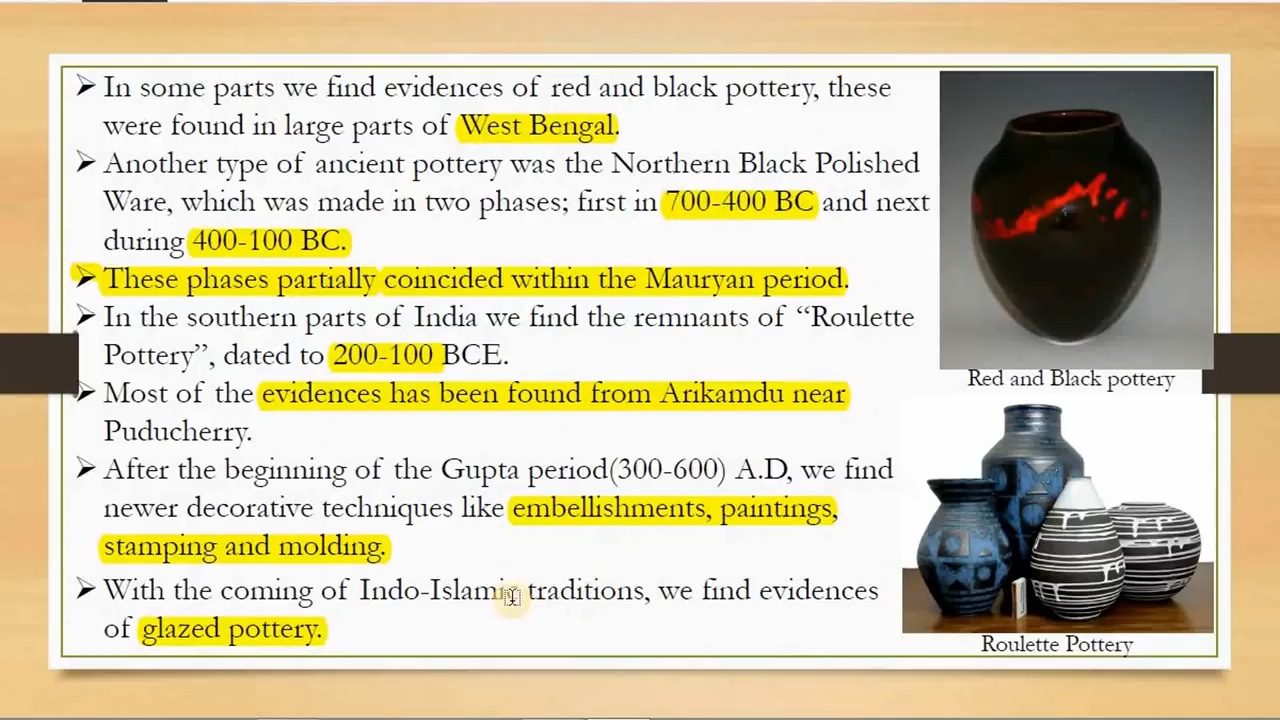 ➢ In some parts we find evidences of red and black pottery, these
were found in large parts of West Bengal.
➢ Another type of ancient pottery was the Northern Black Polished
Ware, which was made in two phases; first in 700-400 BC and next
during 400-100 BC.
➢ These phases partially coincided within the Mauryan period.
➢ In the southern parts of India we find the remnants of “Roulette
Pottery”, dated to 200-100 BCE.
➢ Most of the evidences has been found from Arikamdu near
Puducherry.
➢ After the beginning of the Gupta period(300-600) A.D, we find
newer decorative techniques like embellishments, paintings,
stamping and molding.
➢ With the coming of Indo-Islamic traditions, we find evidences
of glazed pottery.
Red and Black pottery
Roulette Pottery